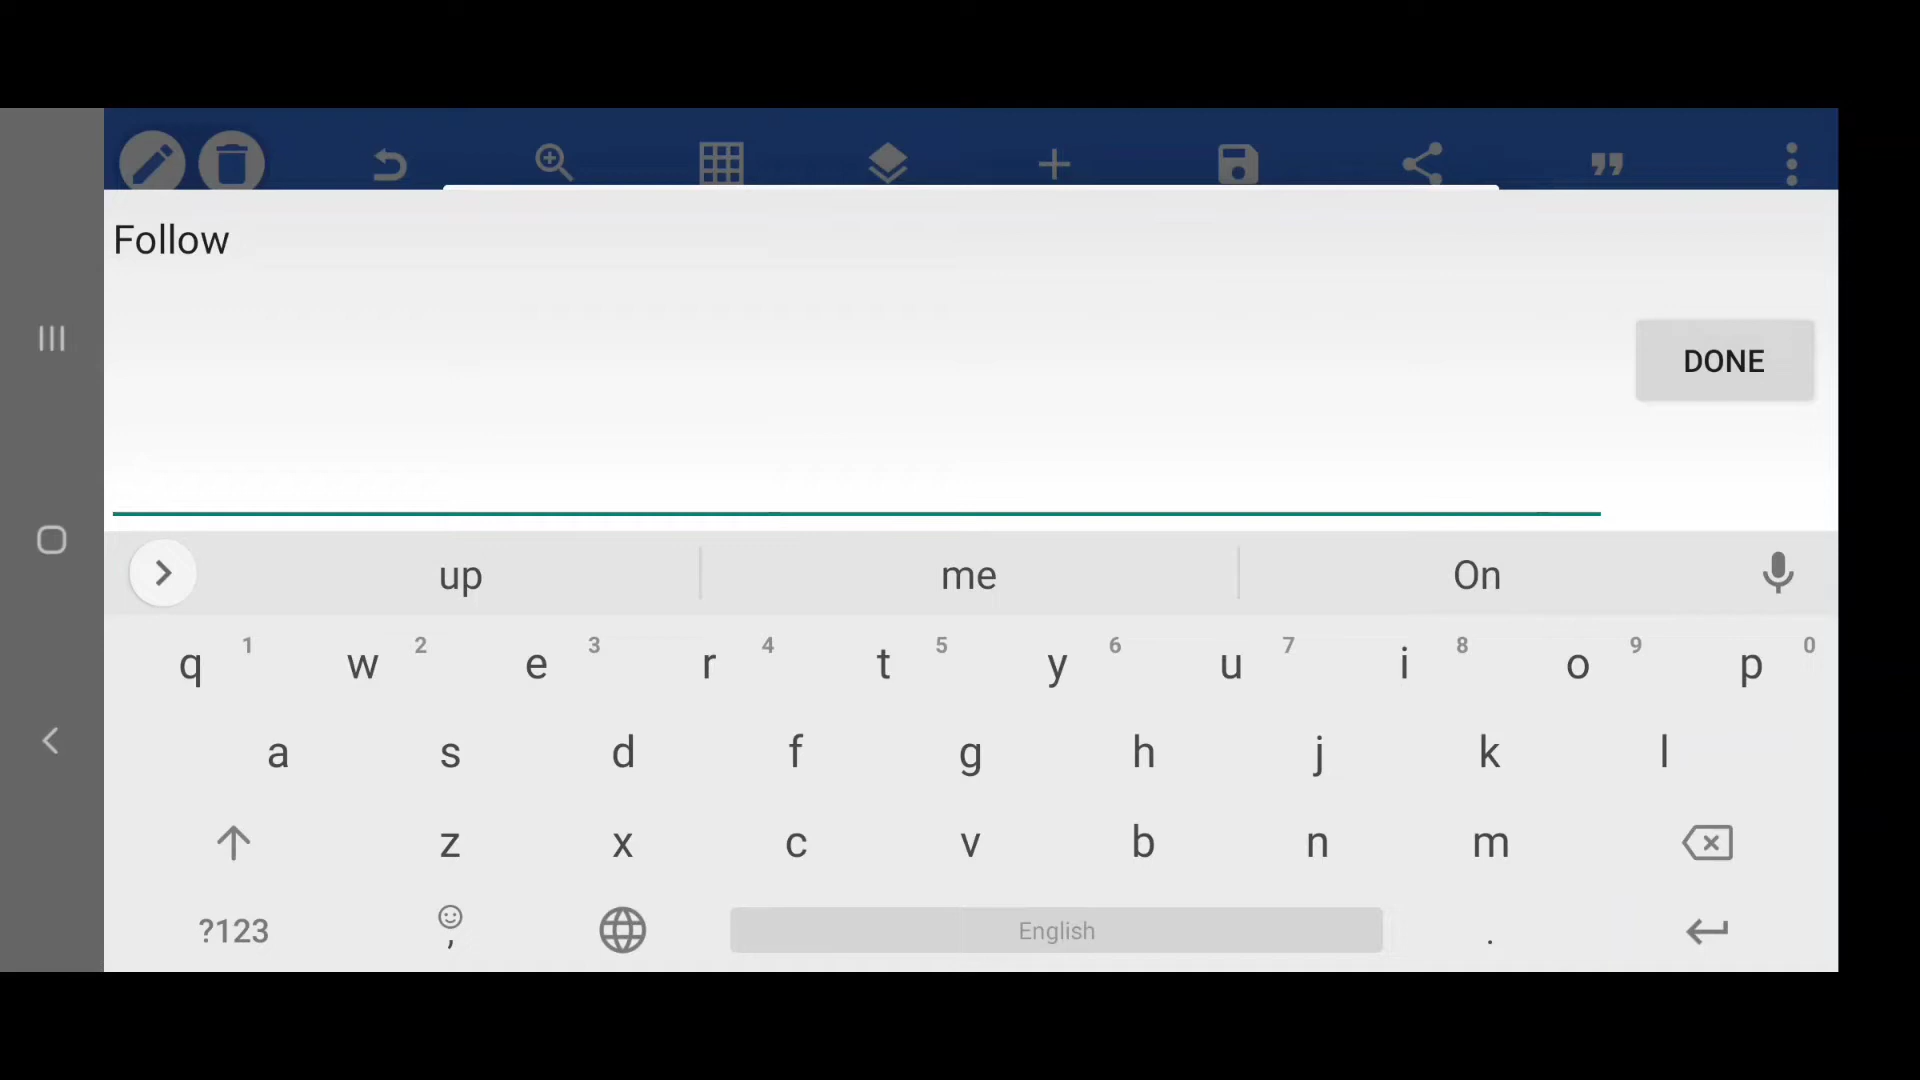 Follow
DONE
up me On
q 1 w 2 e 3 r 4 t 5 y 6 u 7 i 8 o 9 p 0
a s d f g h j k l
z x c v b n m
?123 , English .